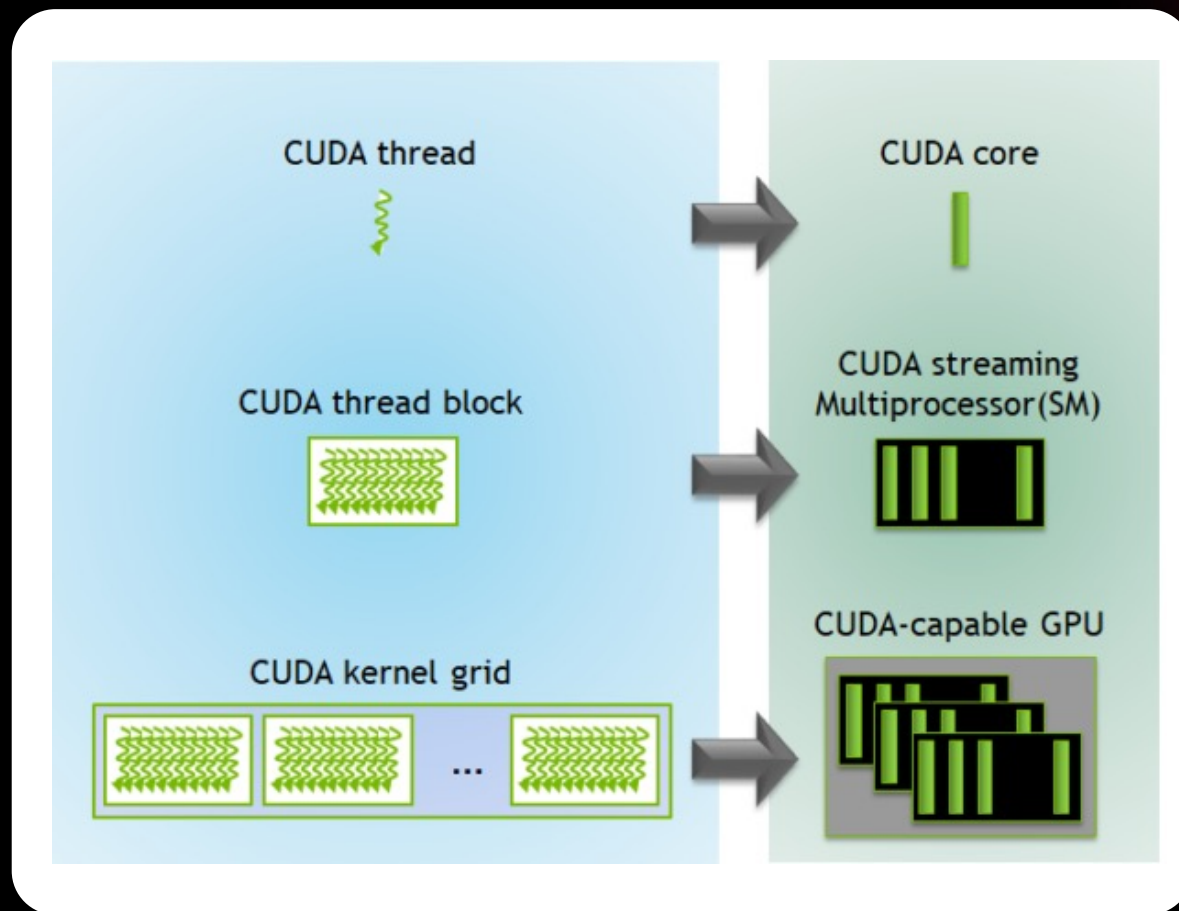 CUDA thread
CUDA core
CUDA thread block
CUDA streaming
Multiprocessor(SM)
CUDA kernel grid
...
CUDA-capable GPU